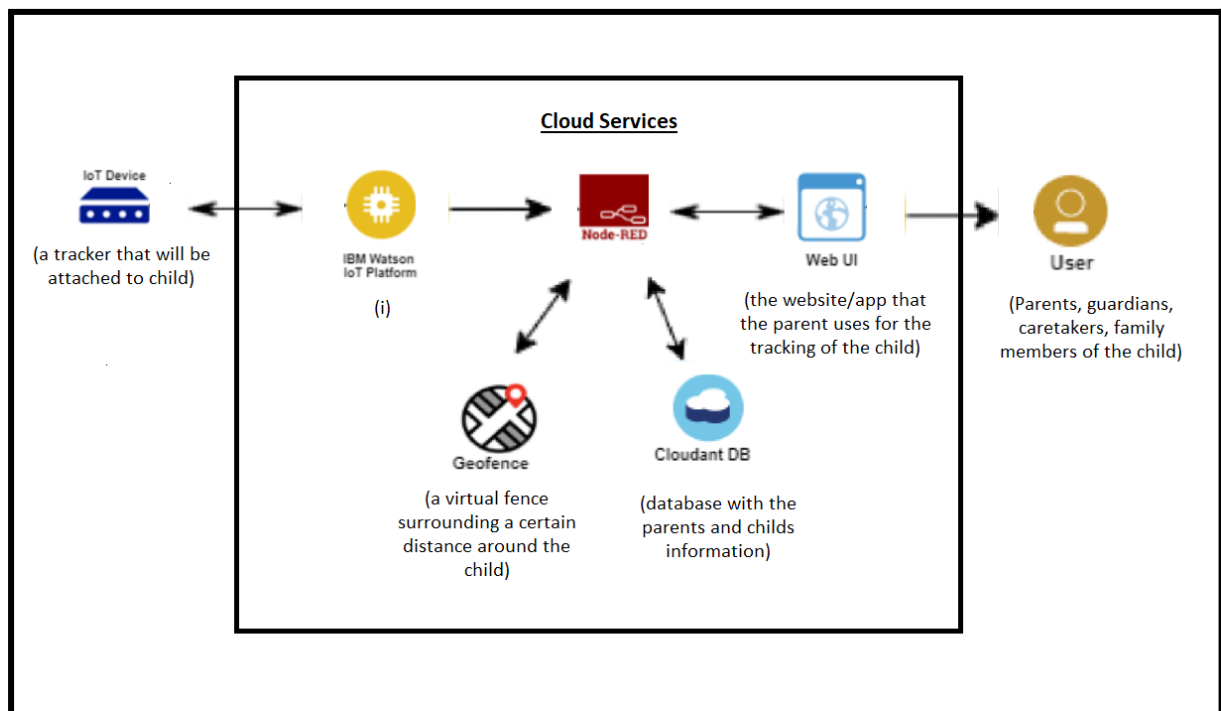 Cloud Services
IoT Device
(a tracker that will be
attached to child)
IBM Watson
IoT Platform
(i)
Node-RED
Web UI
(the website/app that
the parent uses for the
tracking of the child)
User
(Parents, guardians,
caretakers, family
members of the child)
Geofence
(a virtual fence
surrounding a certain
distance around the
child)
Cloudant DB
(database with the
parents and childs
information)